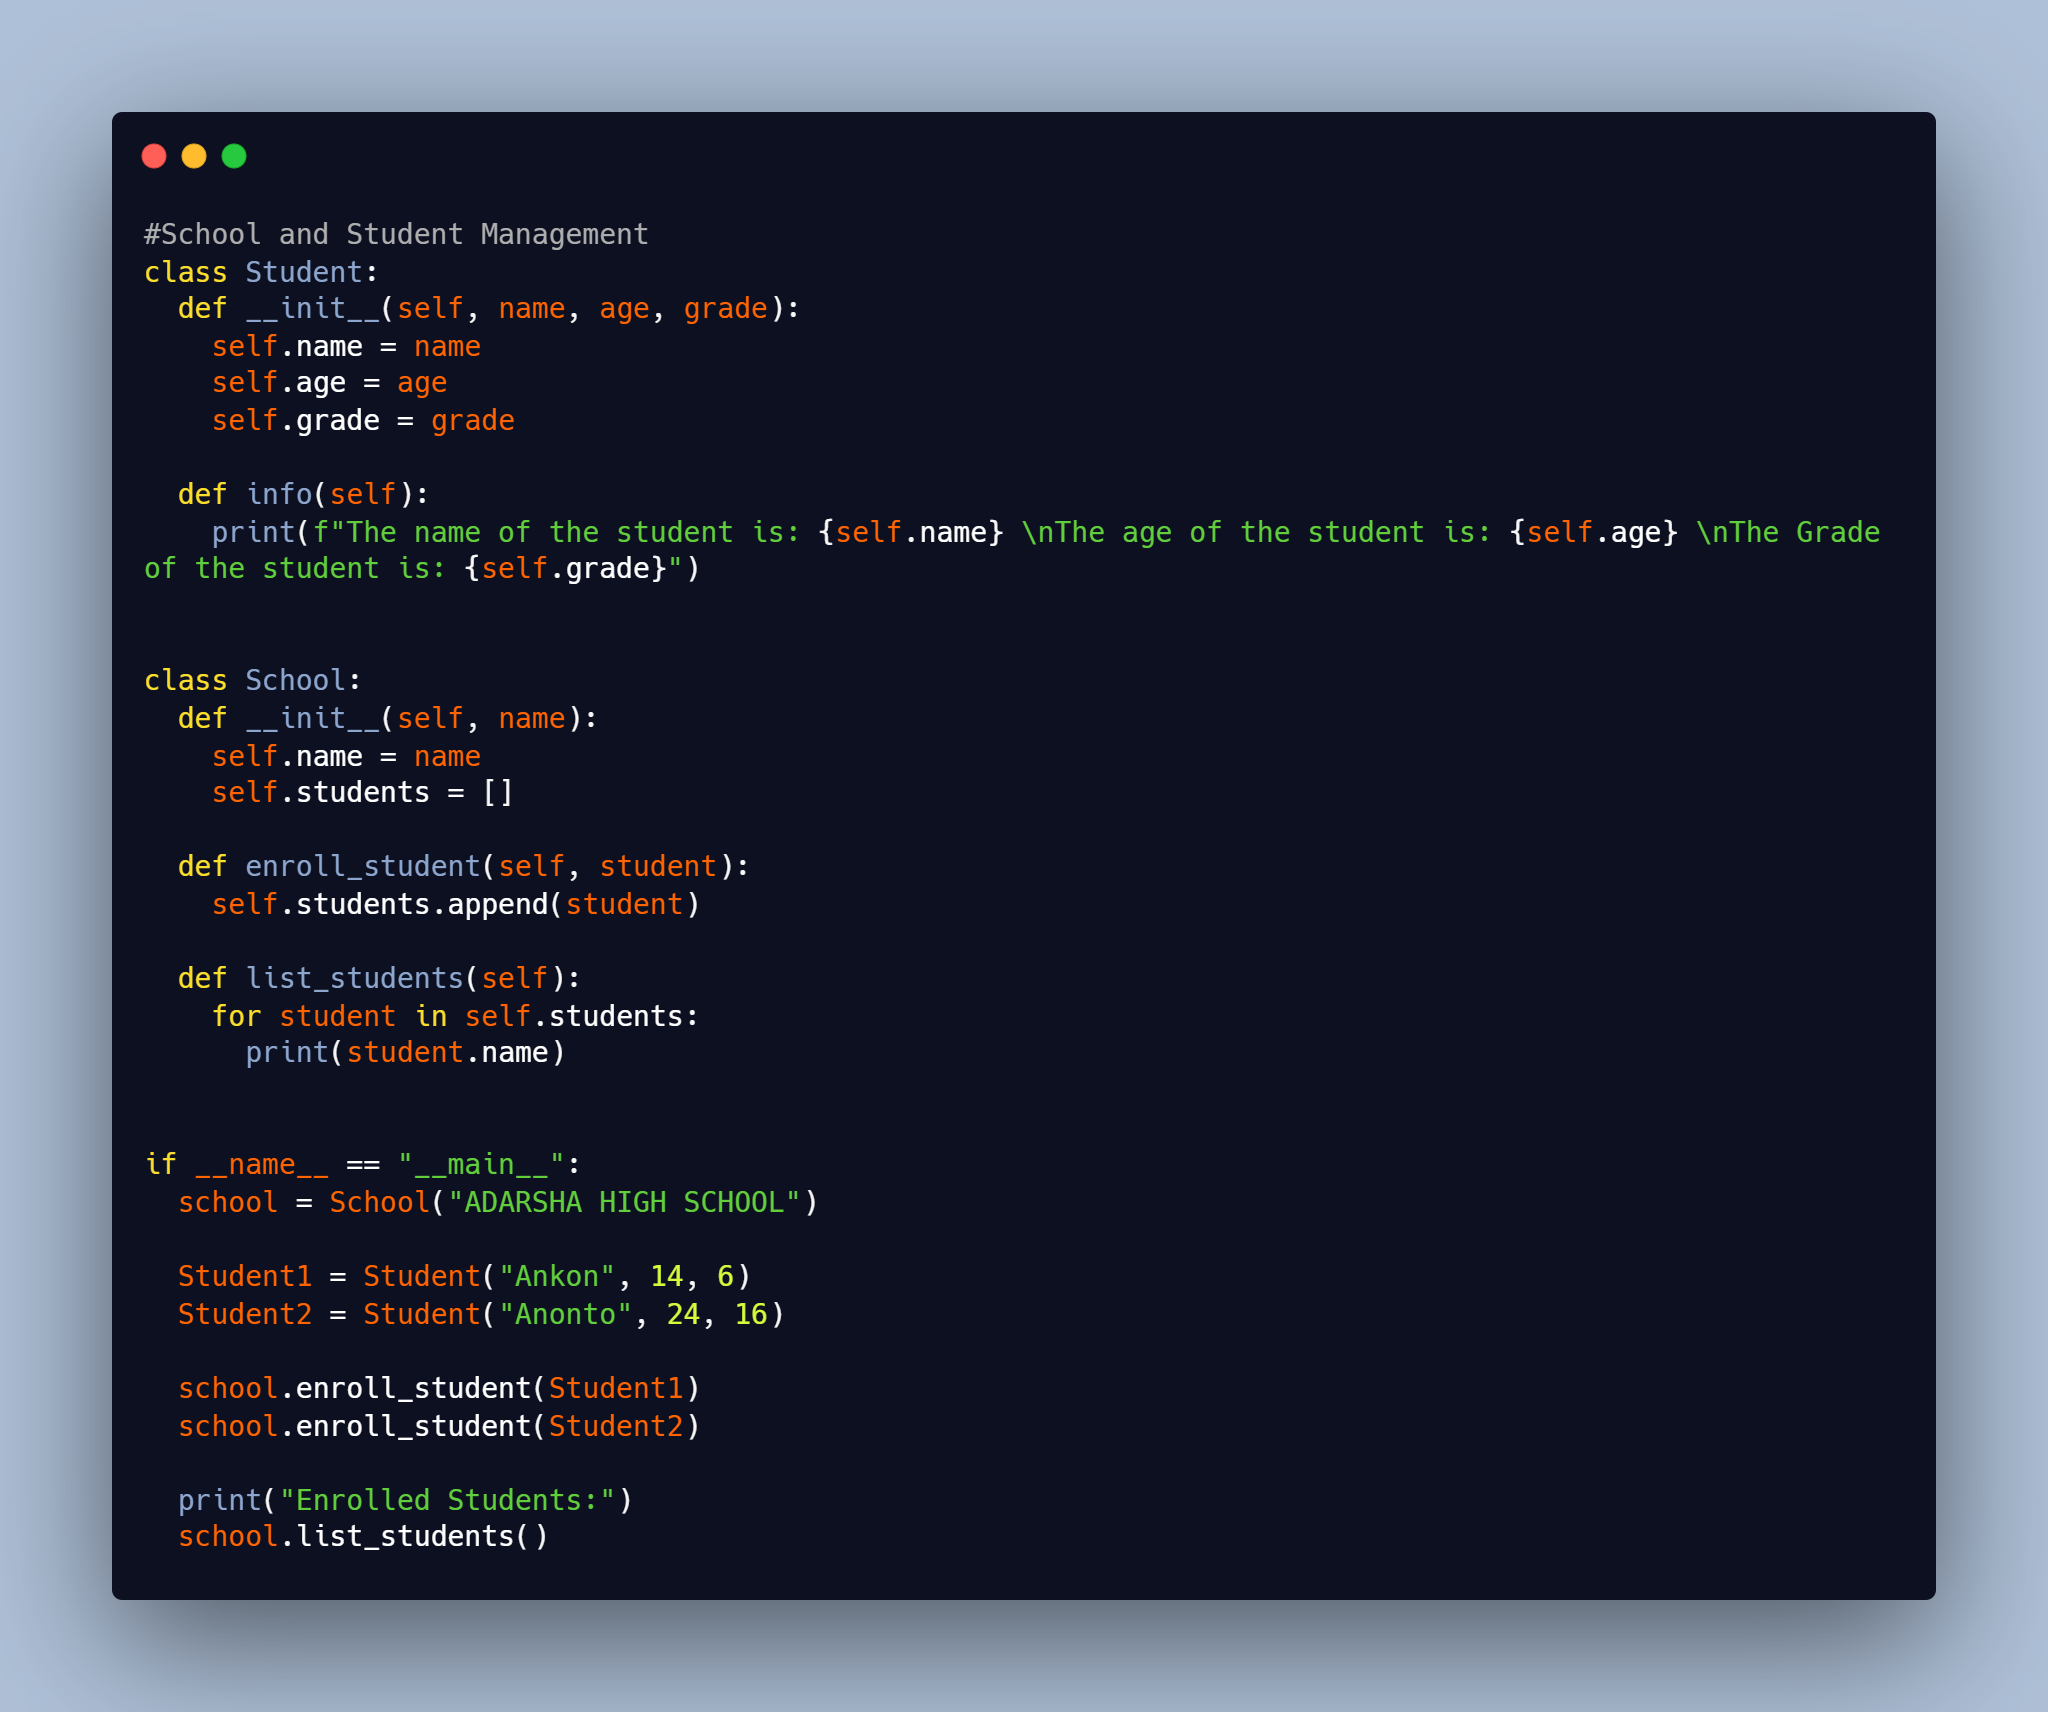 #School and Student Management
class Student:
  def __init__(self, name, age, grade):
    self.name = name
    self.age = age
    self.grade = grade

  def info(self):
    print(f"The name of the student is: {self.name} \nThe age of the student is: {self.age} \nThe Grade
of the student is: {self.grade}")


class School:
  def __init__(self, name):
    self.name = name
    self.students = []

  def enroll_student(self, student):
    self.students.append(student)

  def list_students(self):
    for student in self.students:
      print(student.name)


if __name__ == "__main__":
  school = School("ADARSHA HIGH SCHOOL")

  Student1 = Student("Ankon", 14, 6)
  Student2 = Student("Anonto", 24, 16)

  school.enroll_student(Student1)
  school.enroll_student(Student2)

  print("Enrolled Students:")
  school.list_students()